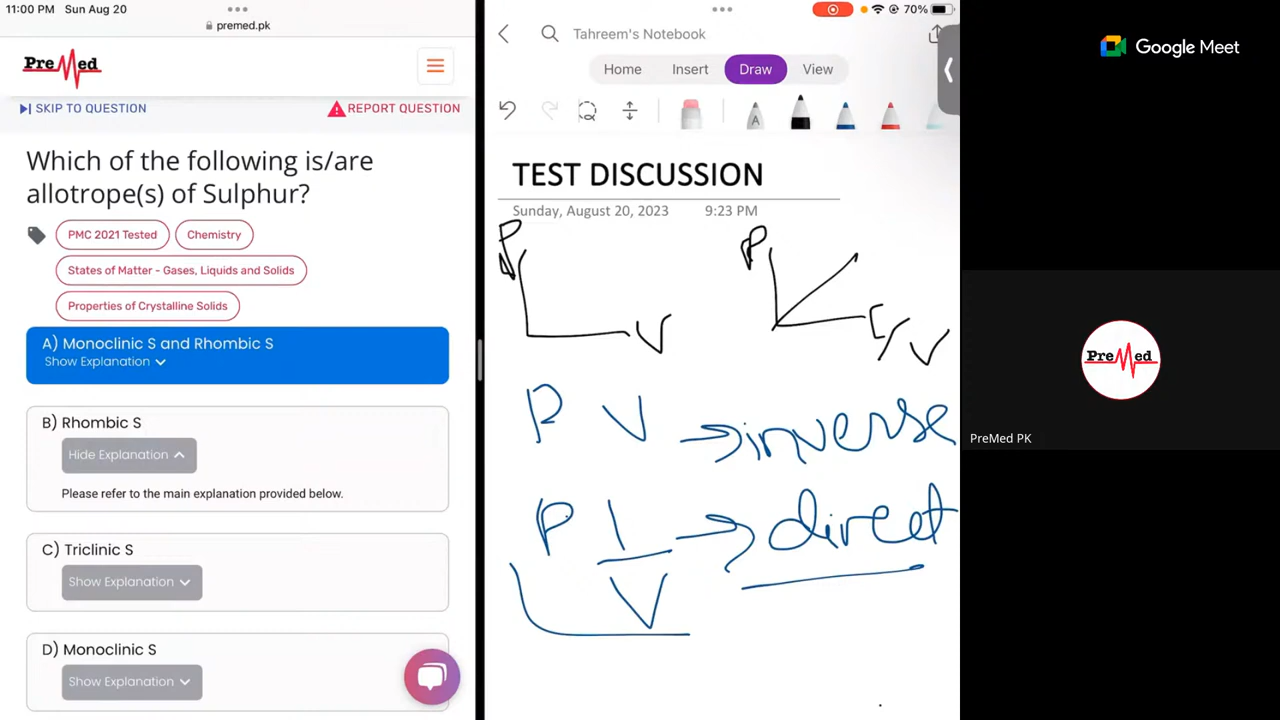 11:00 PM Sun Aug 20
premed.pk
PreMed
SKIP TO QUESTION
REPORT QUESTION
Which of the following is/are
allotrope(s) of Sulphur?
PMC 2021 Tested
Chemistry
States of Matter - Gases, Liquids and Solids
Properties of Crystalline Solids
A) Monoclinic S and Rhombic S
Show Explanation
B) Rhombic S
Hide Explanation
Please refer to the main explanation provided below.
C) Triclinic S
Show Explanation
D) Monoclinic S
Show Explanation
70%
Tahreem's Notebook
Home Insert Draw View
A
TEST DISCUSSION
Sunday, August 20, 2023 9:23 PM
P
V
P
1/V
P V → inverse
P 1/V → direct
Google Meet
PreMed
PreMed PK